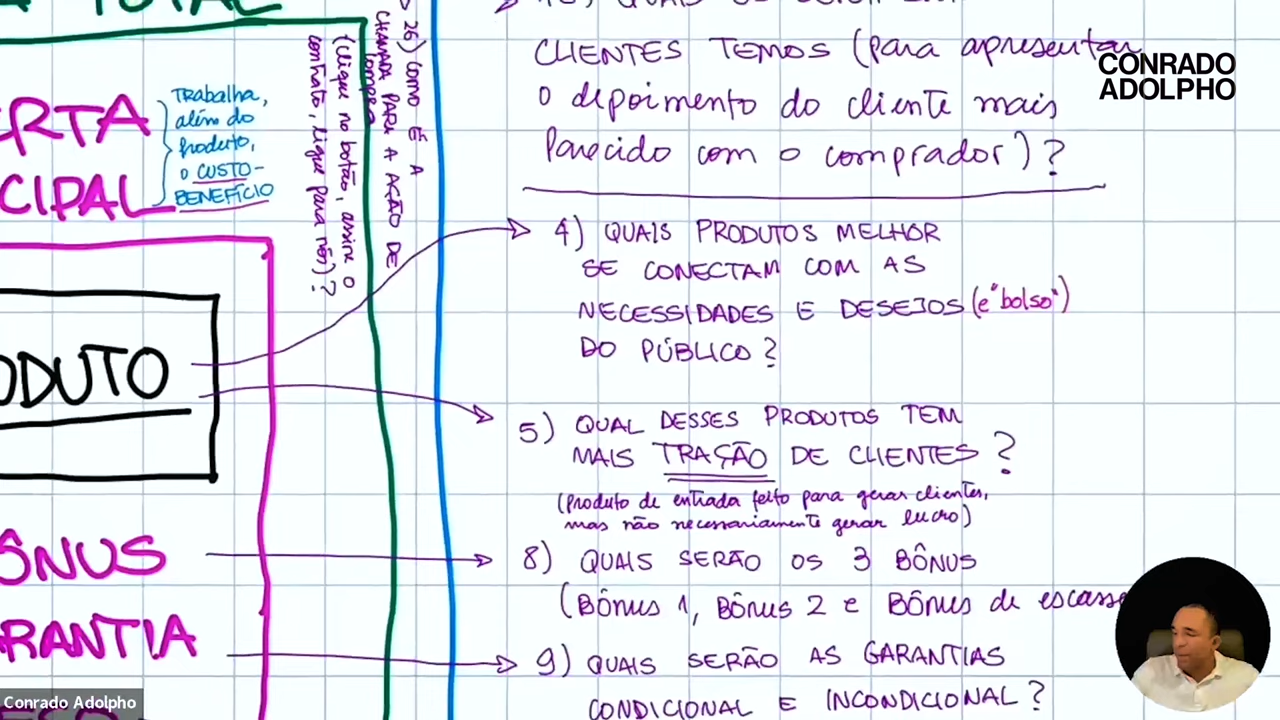 TOTAL
ERTA
CIPAL
Trabalha,
além do
produto,
o CUSTO-
BENEFÍCIO
26) COMO É A
CHAMADA PARA A AÇÃO DE
COMPRA
(clique no botão, assine o
contrato, ligue para nós)?
CLIENTES TEMOS (para apresentar
o depoimento do cliente mais
parecido com o comprador)?
CONRADO
ADOLPHO
4) QUAIS PRODUTOS MELHOR
SE CONECTAM COM AS
NECESSIDADES E DESEJOS (e "bolso")
DO PÚBLICO?
ODUTO
5) QUAL DESSES PRODUTOS TEM
MAIS TRAÇÃO DE CLIENTES?
(produto de entrada feito para gerar clientes,
mas não necessariamente gerar lucro)
ÔNUS
8) QUAIS SERÃO OS 3 BÔNUS
(BÔNUS 1, BÔNUS 2 e BÔNUS de escasse
RANTIA
9) QUAIS SERÃO AS GARANTIAS
CONDICIONAL E INCONDICIONAL?
Conrado Adolpho